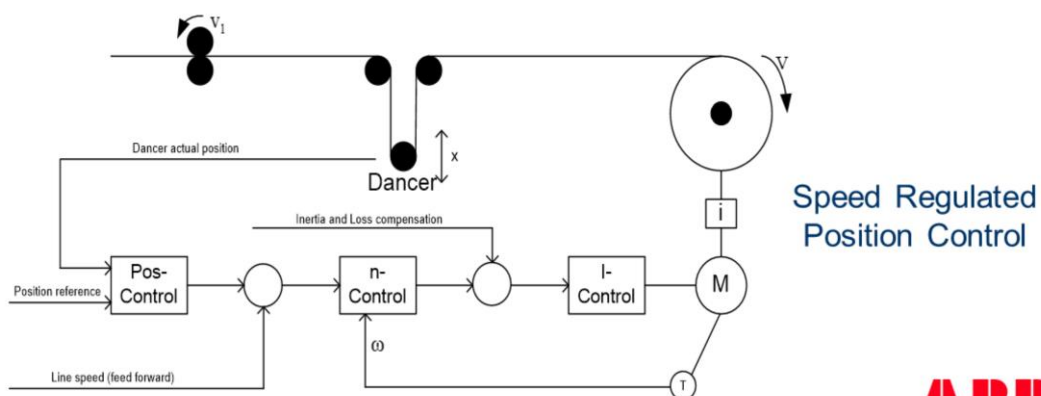 v1
V
Dancer actual position
x
Dancer
Inertia and Loss compensation
i
Speed Regulated
Position Control
Pos-
Control
n-
Control
I-
Control
M
Position reference
ω
Line speed (feed forward)
T